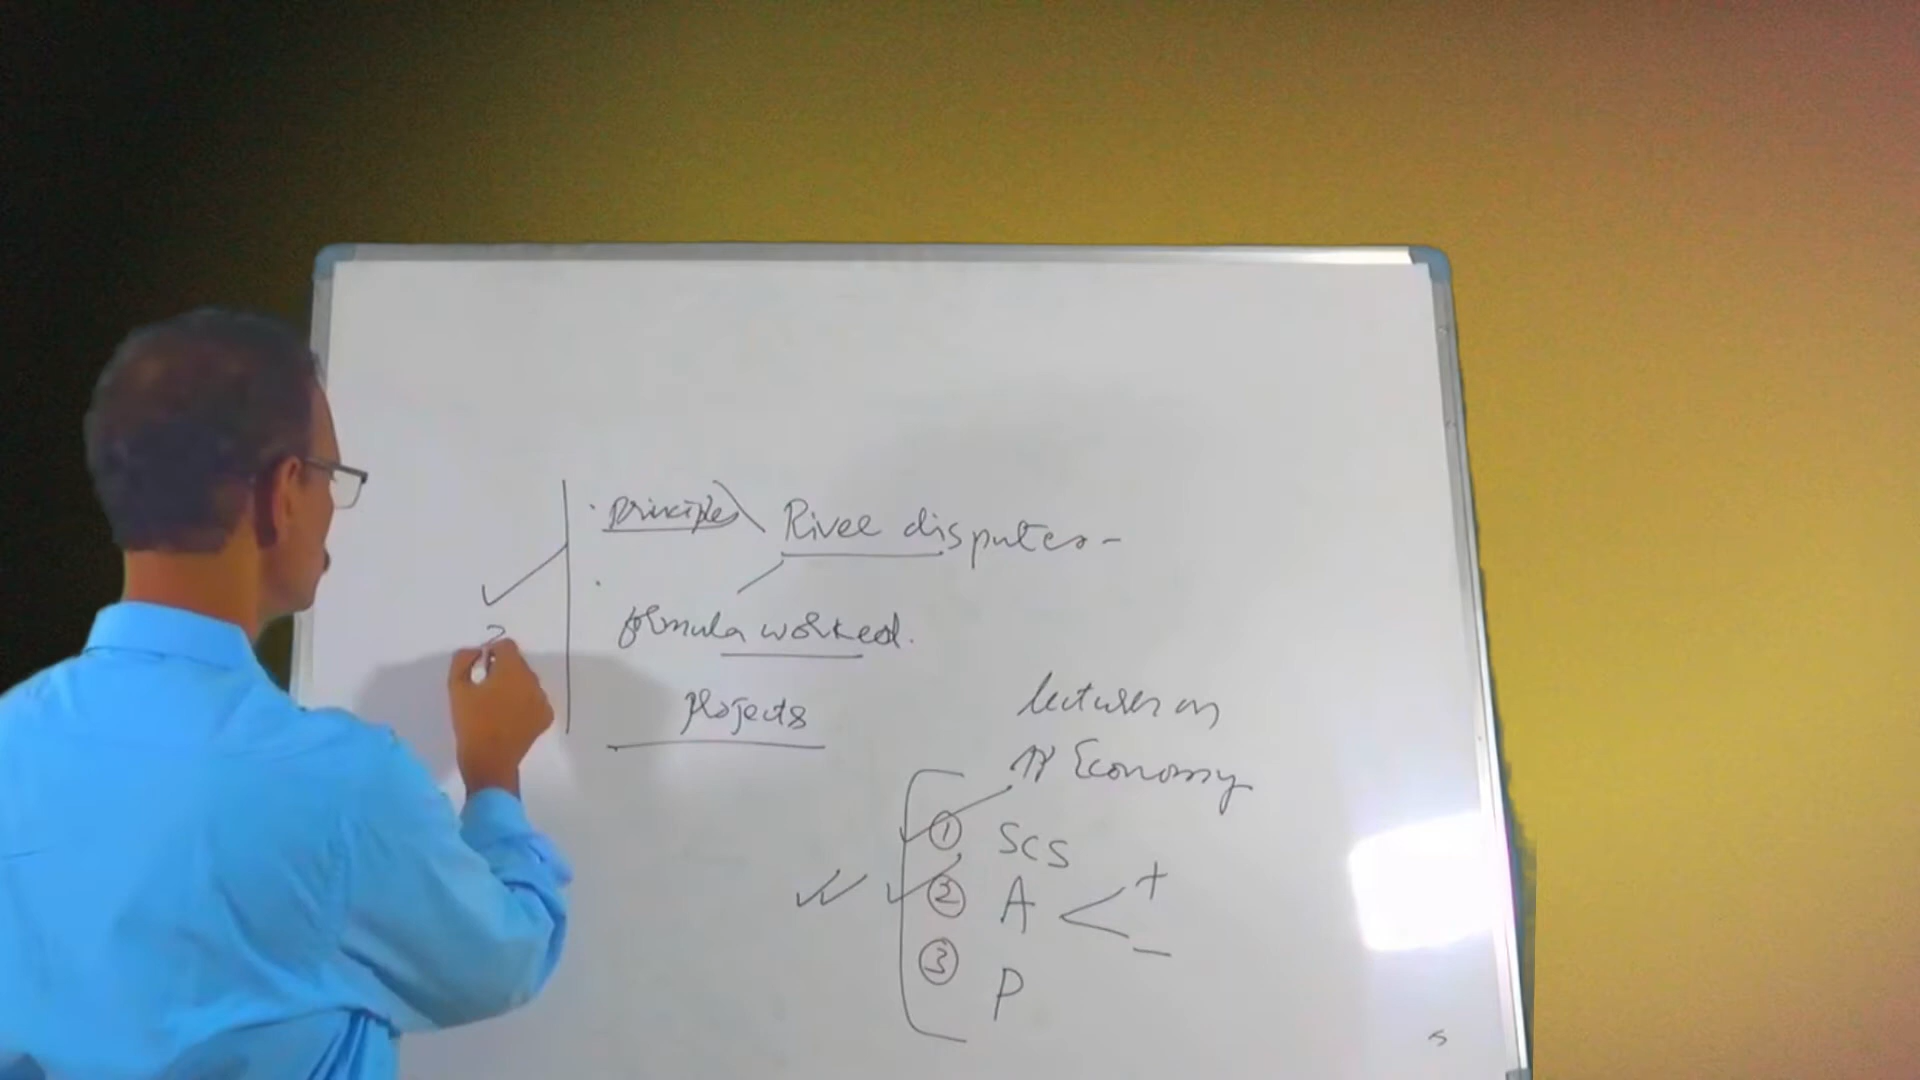 principle River disputes -
formula worked.
projects
lectures on
AP Economy
① SCS
② A < +
-
③ P